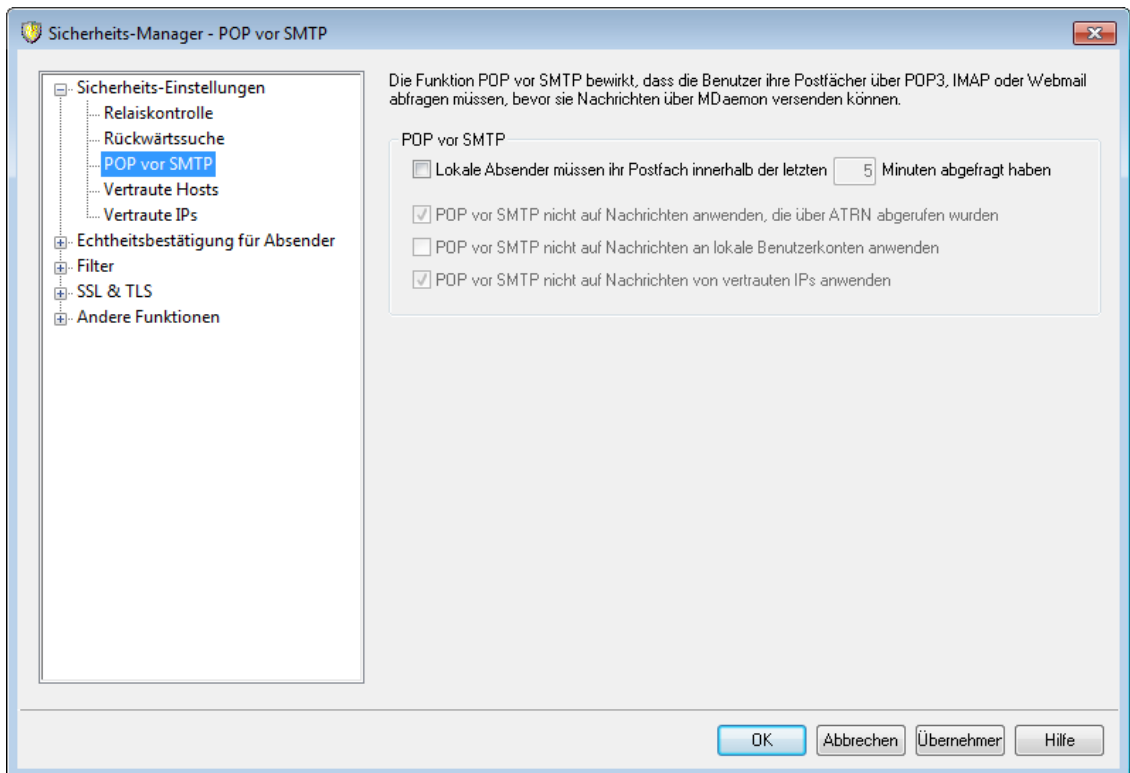 Sicherheits-Manager - POP vor SMTP
Sicherheits-Einstellungen
Relaiskontrolle
Rückwärtssuche
POP vor SMTP
Vertraute Hosts
Vertraute IPs
Echtheitsbestätigung für Absender
Filter
SSL & TLS
Andere Funktionen
Die Funktion POP vor SMTP bewirkt, dass die Benutzer ihre Postfächer über POP3, IMAP oder Webmail
abfragen müssen, bevor sie Nachrichten über MDaemon versenden können.
POP vor SMTP
Lokale Absender müssen ihr Postfach innerhalb der letzten 5 Minuten abgefragt haben
POP vor SMTP nicht auf Nachrichten anwenden, die über ATRN abgerufen wurden
POP vor SMTP nicht auf Nachrichten an lokale Benutzerkonten anwenden
POP vor SMTP nicht auf Nachrichten von vertrauten IPs anwenden
OK Abbrechen Übernehmer Hilfe